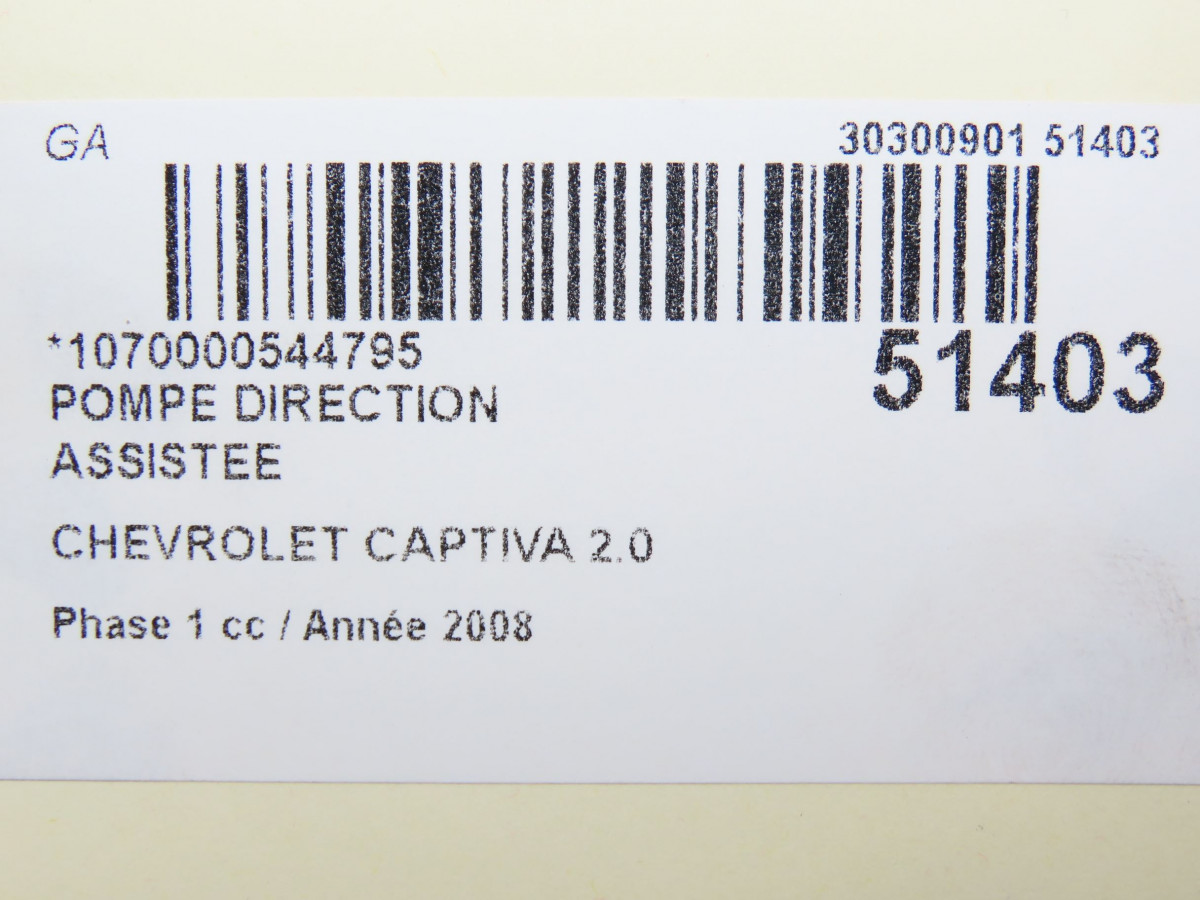 GA
30300901 51403
*1070000544795
51403
POMPE DIRECTION
ASSISTEE
CHEVROLET CAPTIVA 2.0
Phase 1 cc / Année 2008